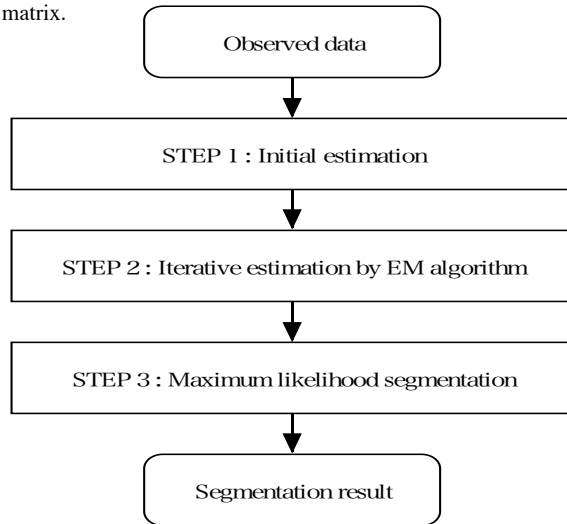 matrix.
Observed data
STEP 1 : Initial estimation
STEP 2 : Iterative estimation by EM algorithm
STEP 3 : Maximum likelihood segmentation
Segmentation result